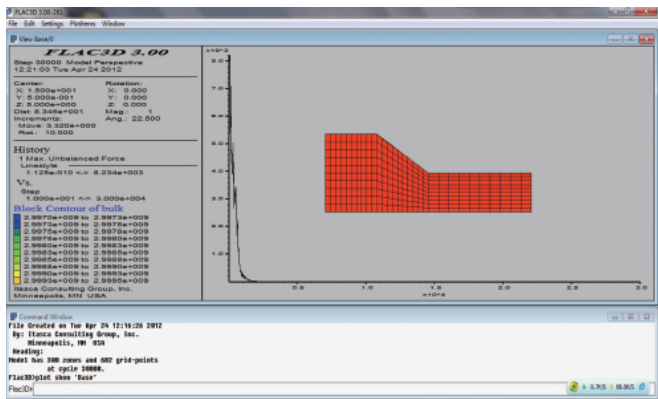 FLAC3D 3.00-261
File Edit Settings Plotitems Window
View Base/0
FLAC3D 3.00
Step 30000 Model Perspective
12:21:03 Tue Apr 24 2012
Center:
X: 1.500e+001
Y: 5.000e-001
Z: 5.000e+000
Dist: 8.346e+001
Increments:
Move: 3.320e+000
Rot.: 10.000
Rotation:
X: 0.000
Y: 0.000
Z: 0.000
Mag.: 1
Ang.: 22.500
History
1 Max. Unbalanced Force
Linestyle
1.126e-010 <-> 8.234e+003
Vs.
Step
1.000e+001 <-> 3.000e+004
Block Contour of bulk
2.9970e+009 to 2.9973e+009
2.9973e+009 to 2.9975e+009
2.9975e+009 to 2.9978e+009
2.9978e+009 to 2.9980e+009
2.9980e+009 to 2.9983e+009
2.9983e+009 to 2.9985e+009
2.9985e+009 to 2.9988e+009
2.9988e+009 to 2.9990e+009
2.9990e+009 to 2.9993e+009
2.9993e+009 to 2.9995e+009
Itasca Consulting Group, Inc.
Minneapolis, MN USA
x10^3
8.0
7.0
6.0
5.0
4.0
3.0
2.0
1.0
0.5
1.0
1.5
2.0
2.5
3.0
x10^4
Command Window
File Created on Tue Apr 24 12:16:26 2012
By: Itasca Consulting Group, Inc.
Minneapolis, MN USA
Heading:
Model has 300 zones and 682 grid-points
at cycle 30000.
Flac3D>plot show 'Base'
Flac3D>